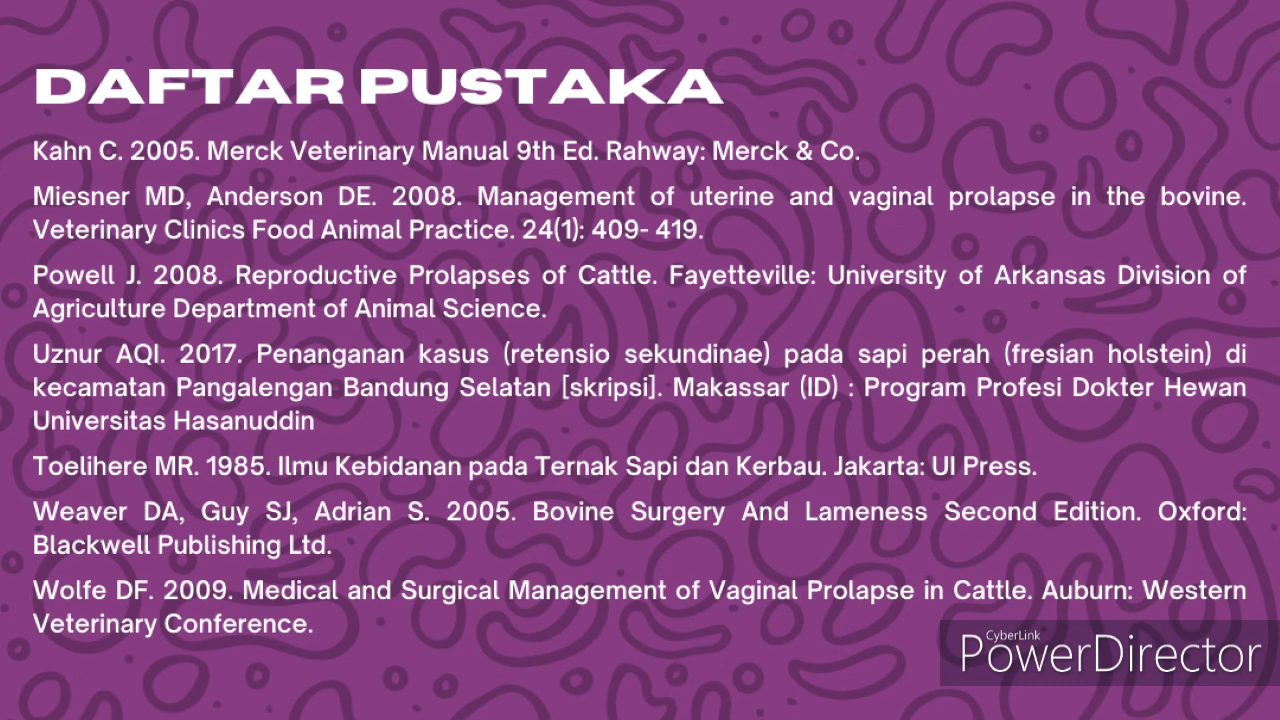 DAFTAR PUSTAKA
Kahn C. 2005. Merck Veterinary Manual 9th Ed. Rahway: Merck & Co.
Miesner MD, Anderson DE. 2008. Management of uterine and vaginal prolapse in the bovine.
Veterinary Clinics Food Animal Practice. 24(1): 409- 419.
Powell J. 2008. Reproductive Prolapses of Cattle. Fayetteville: University of Arkansas Division of
Agriculture Department of Animal Science.
Uznur AQI. 2017. Penanganan kasus (retensio sekundinae) pada sapi perah (fresian holstein) di
kecamatan Pangalengan Bandung Selatan [skripsi]. Makassar (ID) : Program Profesi Dokter Hewan
Universitas Hasanuddin
Toelihere MR. 1985. Ilmu Kebidanan pada Ternak Sapi dan Kerbau. Jakarta: UI Press.
Weaver DA, Guy SJ, Adrian S. 2005. Bovine Surgery And Lameness Second Edition. Oxford:
Blackwell Publishing Ltd.
Wolfe DF. 2009. Medical and Surgical Management of Vaginal Prolapse in Cattle. Auburn: Western
Veterinary Conference.
CyberLink
PowerDirector